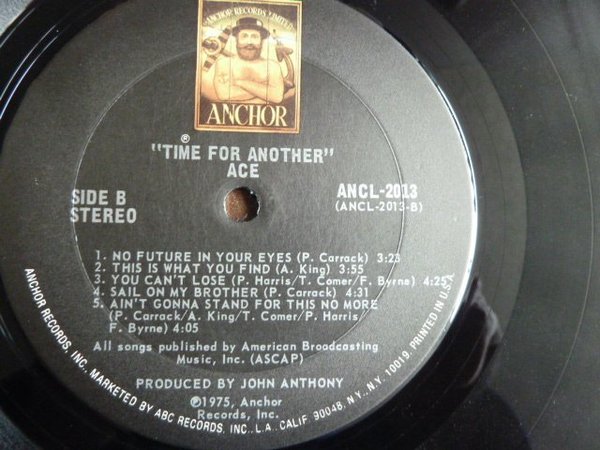 ANCHOR RECORDS LIMITED
ANCHOR
®
"TIME FOR ANOTHER"
ACE
SIDE B
STEREO
ANCL-2013
(ANCL-2013-B)
1. NO FUTURE IN YOUR EYES (P. Carrack) 3:23
2. THIS IS WHAT YOU FIND (A. King) 3:55
3. YOU CAN'T LOSE (P. Harris/T. Comer/F. Byrne) 4:25
4. SAIL ON MY BROTHER (P. Carrack) 4:31
5. AIN'T GONNA STAND FOR THIS NO MORE
(P. Carrack/A. King/T. Comer/P. Harris
F. Byrne) 4:05
All songs published by American Broadcasting
Music, Inc. (ASCAP)
PRODUCED BY JOHN ANTHONY
℗1975, Anchor
Records, Inc.
ANCHOR RECORDS, INC., MARKETED BY ABC RECORDS, INC., L.A., CALIF. 90048, N.Y., N.Y. 10019. PRINTED IN U.S.A.